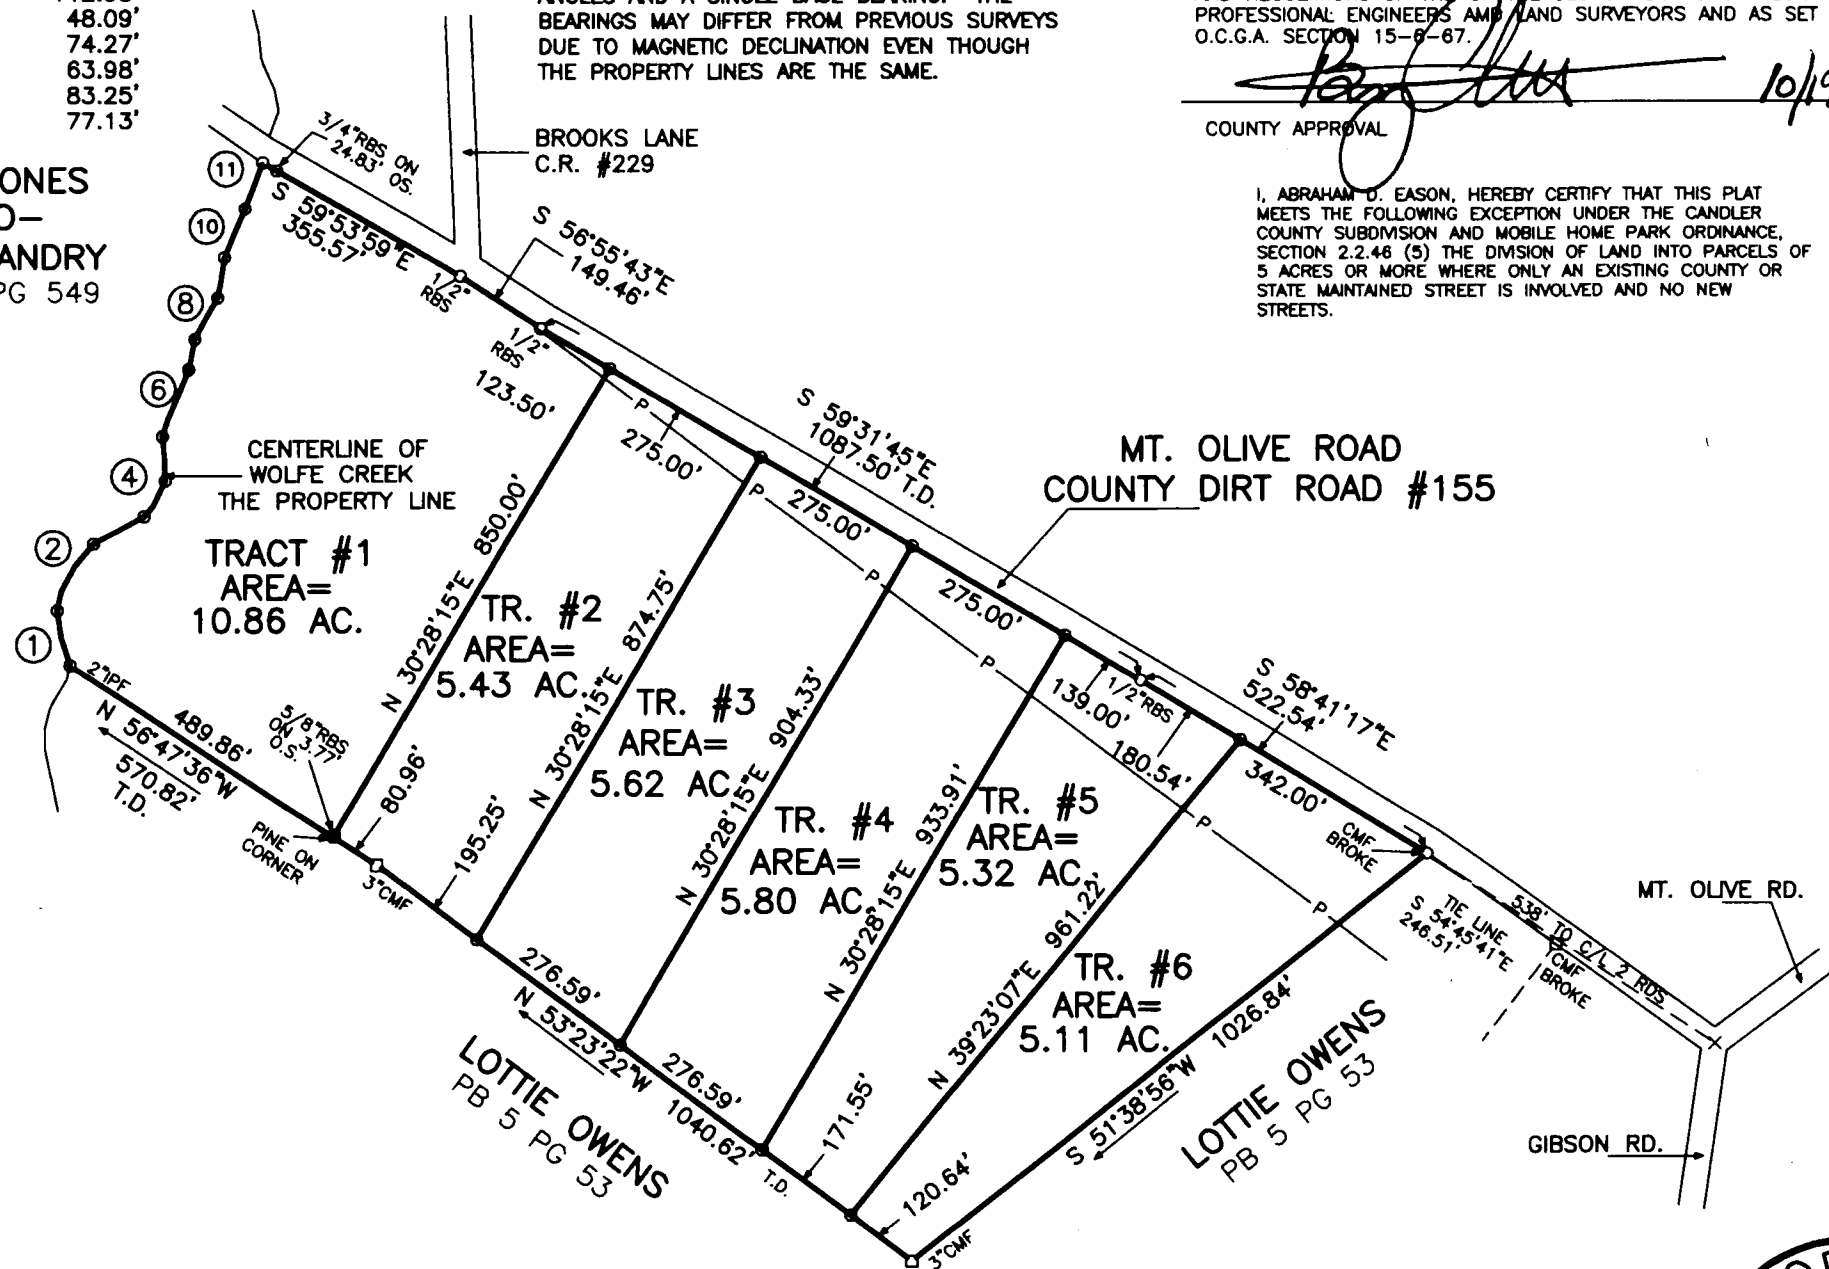 48.09'
74.27'
63.98'
83.25'
77.13'
BEARINGS MAY DIFFER FROM PREVIOUS SURVEYS
DUE TO MAGNETIC DECLINATION EVEN THOUGH
THE PROPERTY LINES ARE THE SAME.
PROFESSIONAL ENGINEERS AND LAND SURVEYORS AND AS SET
O.C.G.A. SECTION 15-6-67.
COUNTY APPROVAL
I, ABRAHAM D. EASON, HEREBY CERTIFY THAT THIS PLAT
MEETS THE FOLLOWING EXCEPTION UNDER THE CANDLER
COUNTY SUBDIVISION AND MOBILE HOME PARK ORDINANCE,
SECTION 2.2.46 (5) THE DIVISION OF LAND INTO PARCELS OF
5 ACRES OR MORE WHERE ONLY AN EXISTING COUNTY OR
STATE MAINTAINED STREET IS INVOLVED AND NO NEW
STREETS.
BROOKS LANE
C.R. #229
ONES
O-
ANDRY
PG 549
11
10
8
6
4
2
1
3/4"RBS ON
24.83' OS.
S 59°53'59"E
355.57'
1/2"
RBS
S 56°55'43"E
149.46'
1/2"
RBS
123.50'
P
275.00'
S 59°31'45"E
1087.50' T.D.
P
275.00'
P
275.00'
MT. OLIVE ROAD
COUNTY DIRT ROAD #155
P
139.00'
1/2"RBS
180.54'
S 58°41'17"E
522.54'
P
342.00'
CMF
BROKE
P
CENTERLINE OF
WOLFE CREEK
THE PROPERTY LINE
TRACT #1
AREA=
10.86 AC.
N 30°28'15"E 850.00'
TR. #2
AREA=
5.43 AC.
N 30°28'15"E 874.75'
TR. #3
AREA=
5.62 AC.
N 30°28'15"E 904.33'
TR. #4
AREA=
5.80 AC.
N 30°28'15"E 933.91'
TR. #5
AREA=
5.32 AC.
N 39°23'07"E 961.22'
TR. #6
AREA=
5.11 AC.
S 51°38'56"W 1026.84'
2"IPF
489.86'
N 56°47'36"W
570.82'
T.D.
5/8"RBS
ON 3.77'
O.S.
PINE ON
CORNER
80.96'
3"CMF
195.25'
276.59'
N 53°23'22"W 1040.62'
T.D.
276.59'
171.55'
120.64'
3"CMF
LOTTIE OWENS
PB 5 PG 53
LOTTIE OWENS
PB 5 PG 53
TIE LINE
S 54°45'41"E
246.51'
538' TO C/L 2 RDS
CMF
BROKE
MT. OLIVE RD.
GIBSON RD.